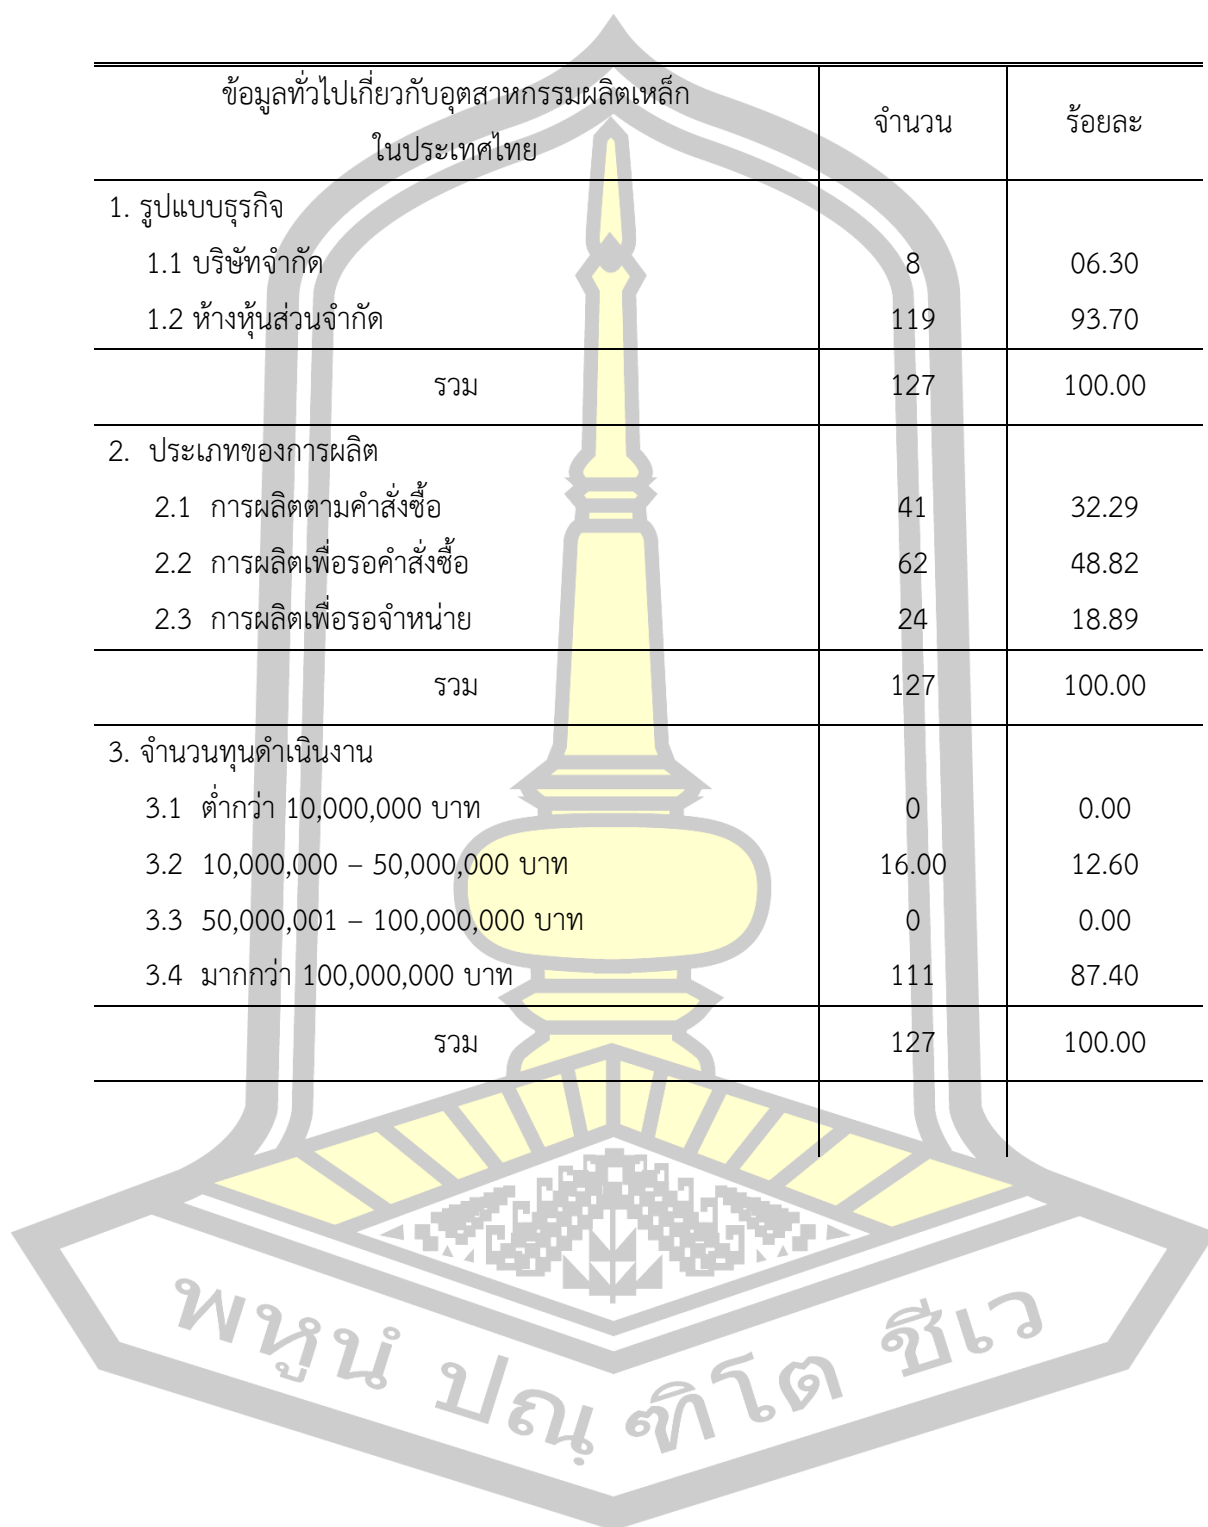 ข้อมูลทั่วไปเกี่ยวกับอุตสาหกรรมผลิตเหล็ก
ในประเทศไทย จำนวน ร้อยละ
1. รูปแบบธุรกิจ
1.1 บริษัทจำกัด 8 06.30
1.2 ห้างหุ้นส่วนจำกัด 119 93.70
รวม 127 100.00
2. ประเภทของการผลิต
2.1 การผลิตตามคำสั่งซื้อ 41 32.29
2.2 การผลิตเพื่อรอคำสั่งซื้อ 62 48.82
2.3 การผลิตเพื่อรอจำหน่าย 24 18.89
รวม 127 100.00
3. จำนวนทุนดำเนินงาน
3.1 ต่ำกว่า 10,000,000 บาท 0 0.00
3.2 10,000,000 – 50,000,000 บาท 16.00 12.60
3.3 50,000,001 – 100,000,000 บาท 0 0.00
3.4 มากกว่า 100,000,000 บาท 111 87.40
รวม 127 100.00
พหูนํ ปณฺฑิโต ชีเว